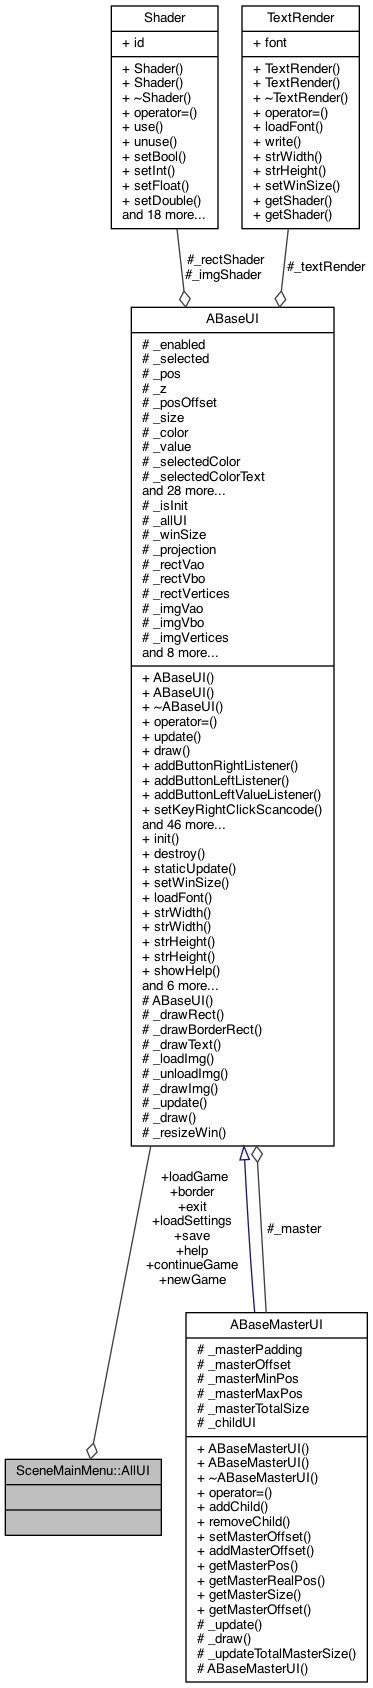 Shader
+ id
+ Shader()
+ Shader()
+ ~Shader()
+ operator=()
+ use()
+ unuse()
+ setBool()
+ setInt()
+ setFloat()
+ setDouble()
and 18 more...
TextRender
+ font
+ TextRender()
+ TextRender()
+ ~TextRender()
+ operator=()
+ loadFont()
+ write()
+ strWidth()
+ strHeight()
+ setWinSize()
+ getShader()
+ getShader()
#_rectShader
#_imgShader
#_textRender
ABaseUI
# _enabled
# _selected
# _pos
# _z
# _posOffset
# _size
# _color
# _value
# _selectedColor
# _selectedColorText
and 28 more...
# _isInit
# _allUI
# _winSize
# _projection
# _rectVao
# _rectVbo
# _rectVertices
# _imgVao
# _imgVbo
# _imgVertices
and 8 more...
+ ABaseUI()
+ ABaseUI()
+ ~ABaseUI()
+ operator=()
+ update()
+ draw()
+ addButtonRightListener()
+ addButtonLeftListener()
+ addButtonLeftValueListener()
+ setKeyRightClickScancode()
and 46 more...
+ init()
+ destroy()
+ staticUpdate()
+ setWinSize()
+ loadFont()
+ strWidth()
+ strWidth()
+ strHeight()
+ strHeight()
+ showHelp()
and 6 more...
# ABaseUI()
# _drawRect()
# _drawBorderRect()
# _drawText()
# _loadImg()
# _unloadImg()
# _drawImg()
# _update()
# _draw()
# _resizeWin()
+loadGame
+border
+exit
+loadSettings
+save
+help
+continueGame
+newGame
#_master
ABaseMasterUI
# _masterPadding
# _masterOffset
# _masterMinPos
# _masterMaxPos
# _masterTotalSize
# _childUI
+ ABaseMasterUI()
+ ABaseMasterUI()
+ ~ABaseMasterUI()
+ operator=()
+ addChild()
+ removeChild()
+ setMasterOffset()
+ addMasterOffset()
+ getMasterPos()
+ getMasterRealPos()
+ getMasterSize()
+ getMasterOffset()
# _update()
# _draw()
# _updateTotalMasterSize()
# ABaseMasterUI()
SceneMainMenu::AllUI